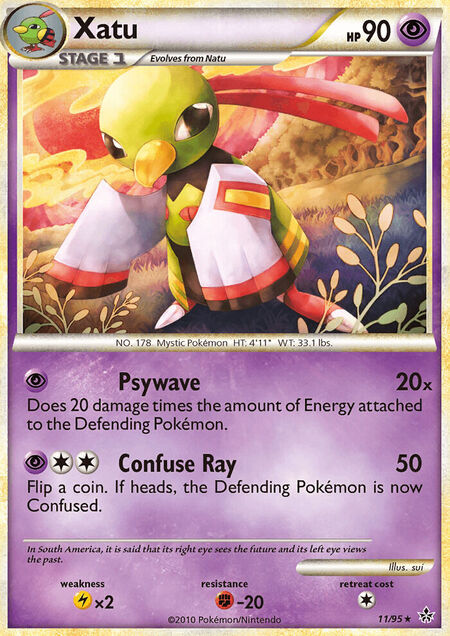 Xatu HP 90
STAGE 1 Evolves from Natu
NO. 178 Mystic Pokémon HT: 4'11" WT: 33.1 lbs.
Psywave 20x
Does 20 damage times the amount of Energy attached
to the Defending Pokémon.
Confuse Ray 50
Flip a coin. If heads, the Defending Pokémon is now
Confused.
In South America, it is said that its right eye sees the future and its left eye views
the past.
Illus. sui
weakness resistance retreat cost
×2 -20
©2010 Pokémon/Nintendo 11/95 ★